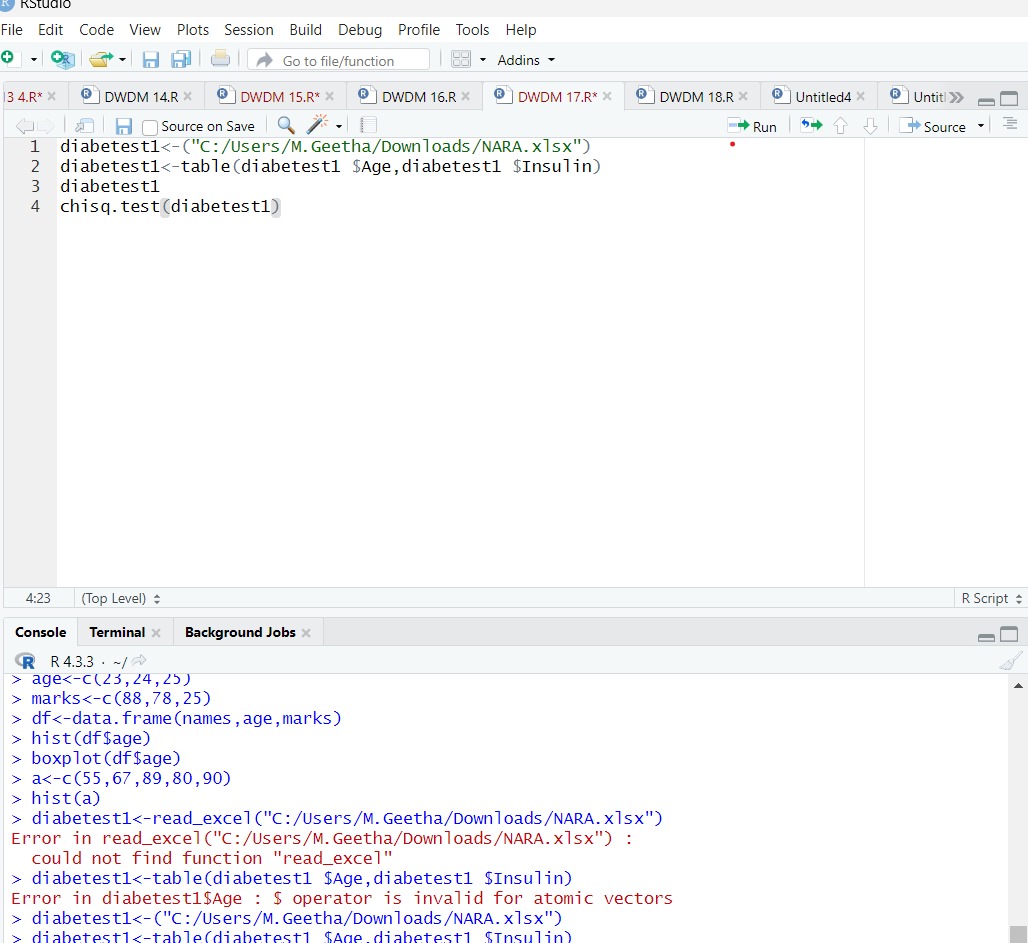 RStudio
File Edit Code View Plots Session Build Debug Profile Tools Help
Go to file/function Addins
3 4.R* DWDM 14.R DWDM 15.R* DWDM 16.R DWDM 17.R* DWDM 18.R Untitled4 Untitl
Source on Save Run Source
1 diabetest1<-("C:/Users/M.Geetha/Downloads/NARA.xlsx")
2 diabetest1<-table(diabetest1 $Age,diabetest1 $Insulin)
3 diabetest1
4 chisq.test(diabetest1)
4:23 (Top Level) R Script
Console Terminal Background Jobs
R 4.3.3 · ~/
> age<-c(23,24,25)
> marks<-c(88,78,25)
> df<-data.frame(names,age,marks)
> hist(df$age)
> boxplot(df$age)
> a<-c(55,67,89,80,90)
> hist(a)
> diabetest1<-read_excel("C:/Users/M.Geetha/Downloads/NARA.xlsx")
Error in read_excel("C:/Users/M.Geetha/Downloads/NARA.xlsx") :
could not find function "read_excel"
> diabetest1<-table(diabetest1 $Age,diabetest1 $Insulin)
Error in diabetest1$Age : $ operator is invalid for atomic vectors
> diabetest1<-("C:/Users/M.Geetha/Downloads/NARA.xlsx")
> diabetest1<-table(diabetest1 $Age,diabetest1 $Insulin)